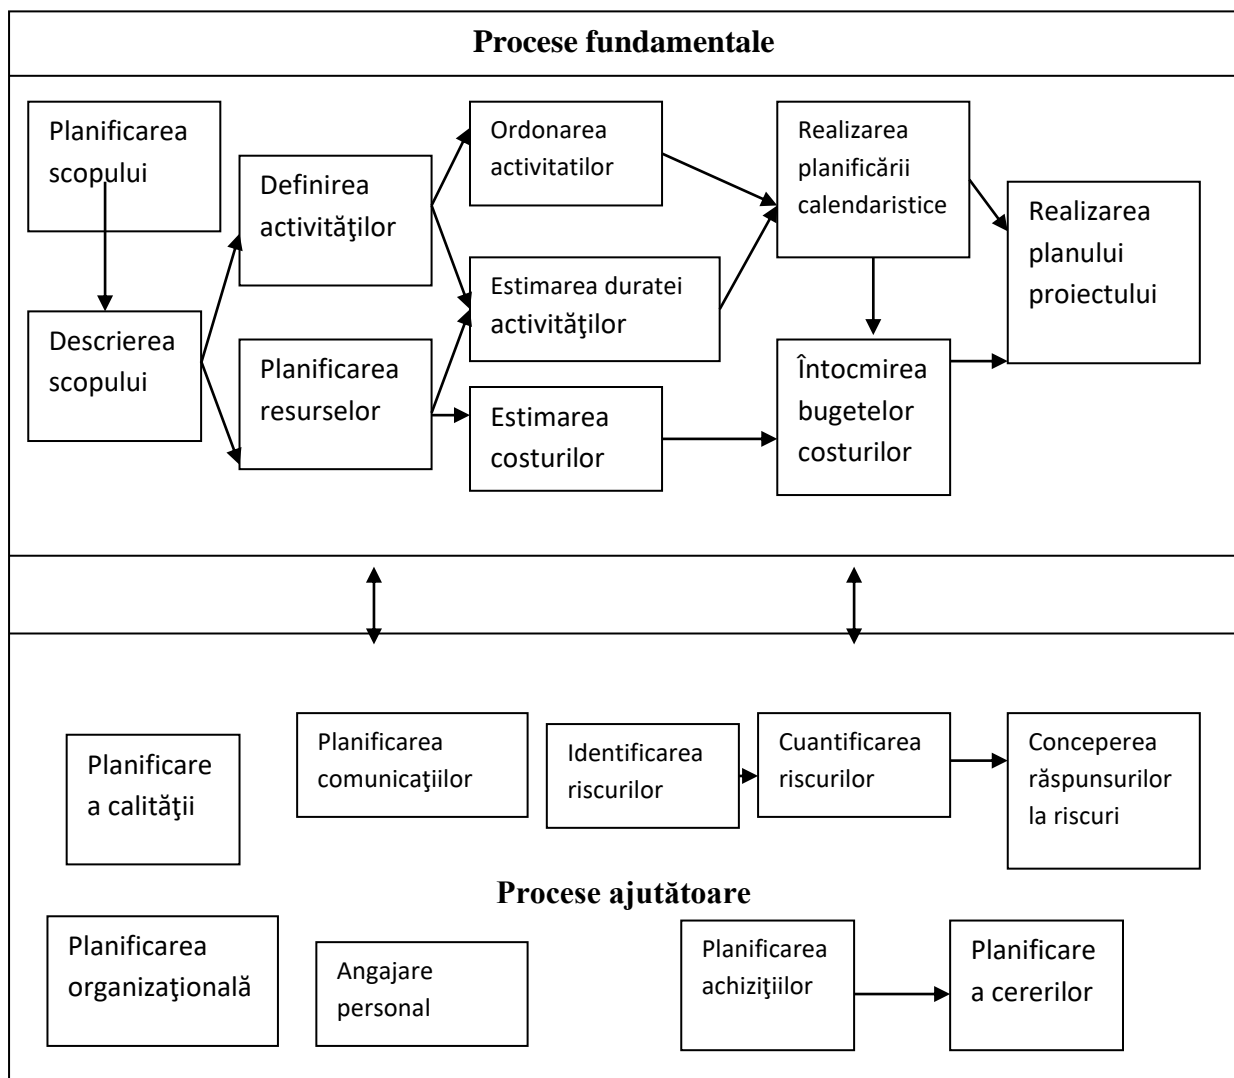 Procese fundamentale
Planificarea
scopului
Descrierea
scopului
Definirea
activităţilor
Planificarea
resurselor
Ordonarea
activitatilor
Estimarea duratei
activităţilor
Estimarea
costurilor
Realizarea
planificării
calendaristice
Întocmirea
bugetelor
costurilor
Realizarea
planului
proiectului
Planificare
a calităţii
Planificarea
comunicaţiilor
Identificarea
riscurilor
Cuantificarea
riscurilor
Conceperea
răspunsurilor
la riscuri
Procese ajutătoare
Planificarea
organizaţională
Angajare
personal
Planificarea
achiziţiilor
Planificare
a cererilor